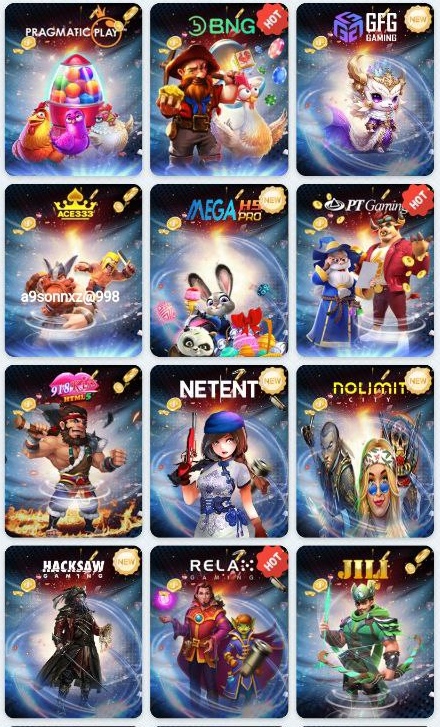 PRAGMATIC PLAY
BNG
HOT
GFG
GAMING
NEW
ACE333
a9sonnxz@998
MEGA H5
PRO
NEW
PT Gaming
HOT
918KISS
HTML5
NETENT
NEW
NOLIMIT
CITY
NEW
HACKSAW
GAMING
NEW
RELAX
GAMING
HOT
JILI